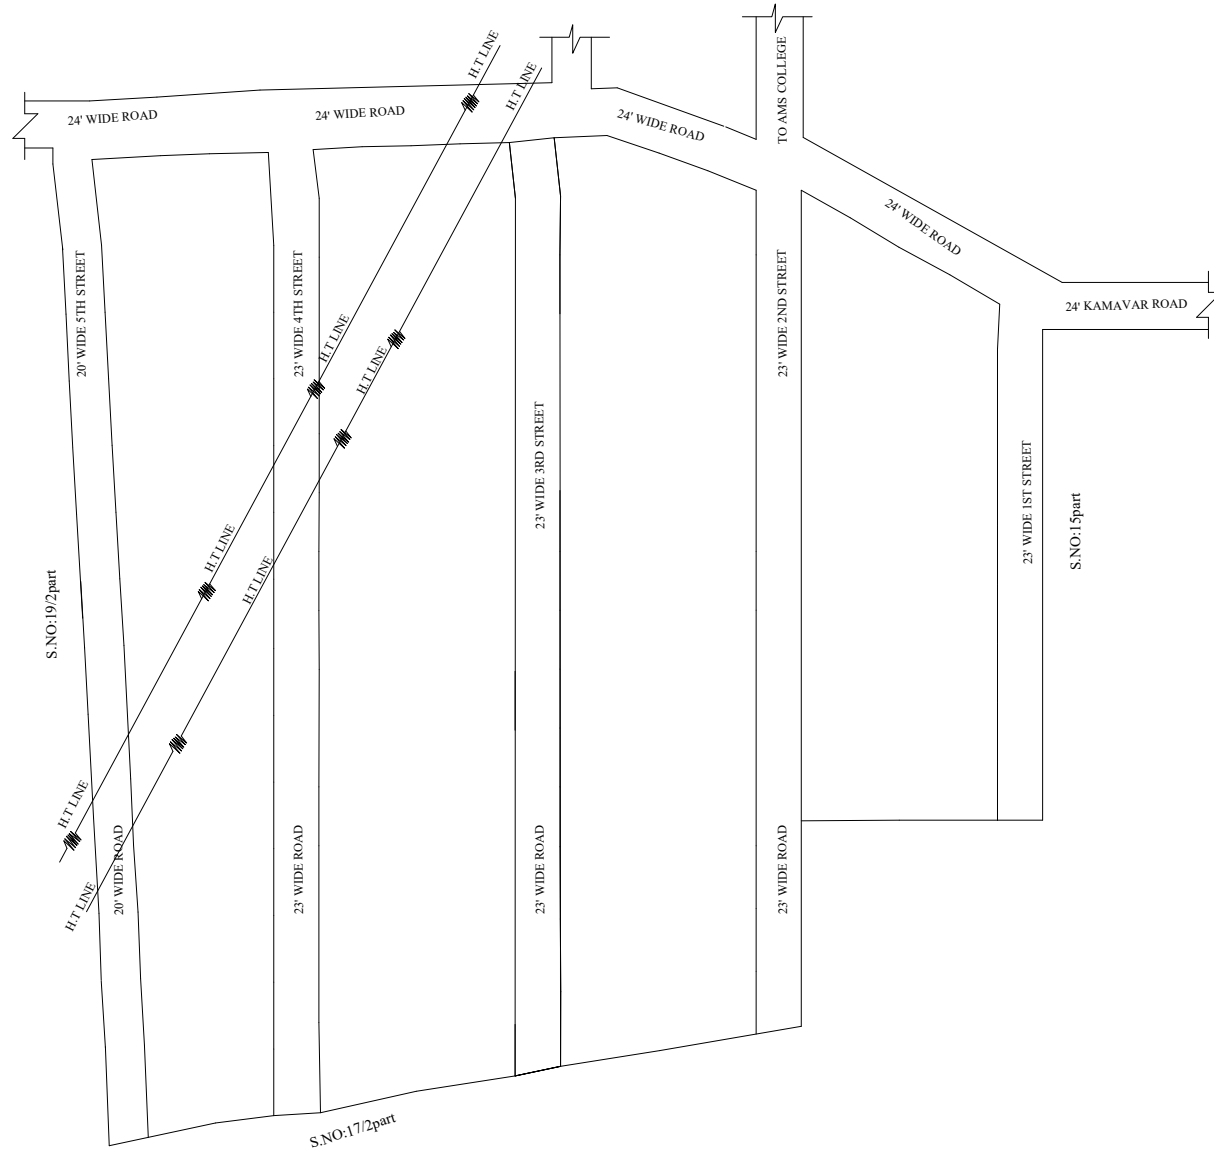 H.T LINE
H.T LINE
TO AMS COLLEGE
24' WIDE ROAD
24' WIDE ROAD
24' WIDE ROAD
24' WIDE ROAD
24' KAMAVAR ROAD
20' WIDE 5TH STREET
23' WIDE 4TH STREET
H.T LINE
H.T LINE
23' WIDE 3RD STREET
23' WIDE 2ND STREET
23' WIDE 1ST STREET
S.NO:15part
S.NO:19/2part
H.T LINE
H.T LINE
H.T LINE
H.T LINE
20' WIDE ROAD
23' WIDE ROAD
23' WIDE ROAD
23' WIDE ROAD
S.NO:17/2part